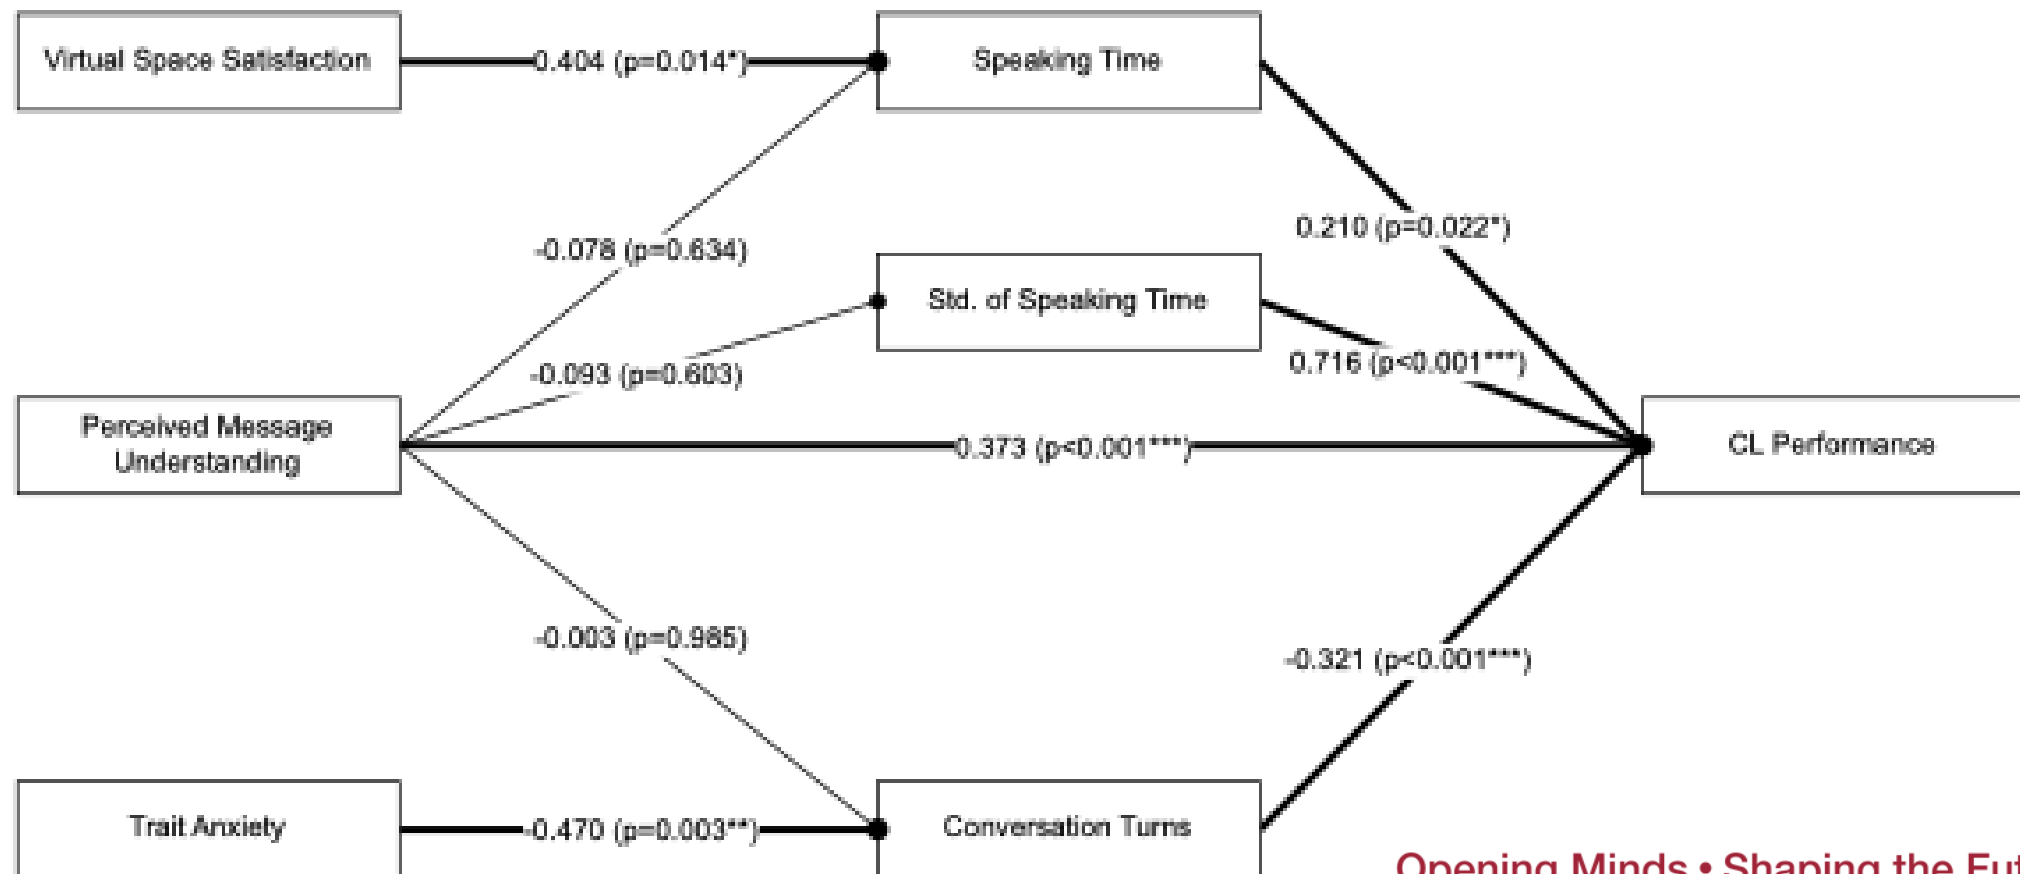 Virtual Space Satisfaction
0.404 (p=0.014*)
Speaking Time
-0.078 (p=0.634)
0.210 (p=0.022*)
Std. of Speaking Time
-0.093 (p=0.603)
0.716 (p<0.001***)
Perceived Message
Understanding
0.373 (p<0.001***)
CL Performance
-0.003 (p=0.985)
-0.321 (p<0.001***)
Trait Anxiety
-0.470 (p=0.003**)
Conversation Turns
Opening Minds • Shaping the Fut